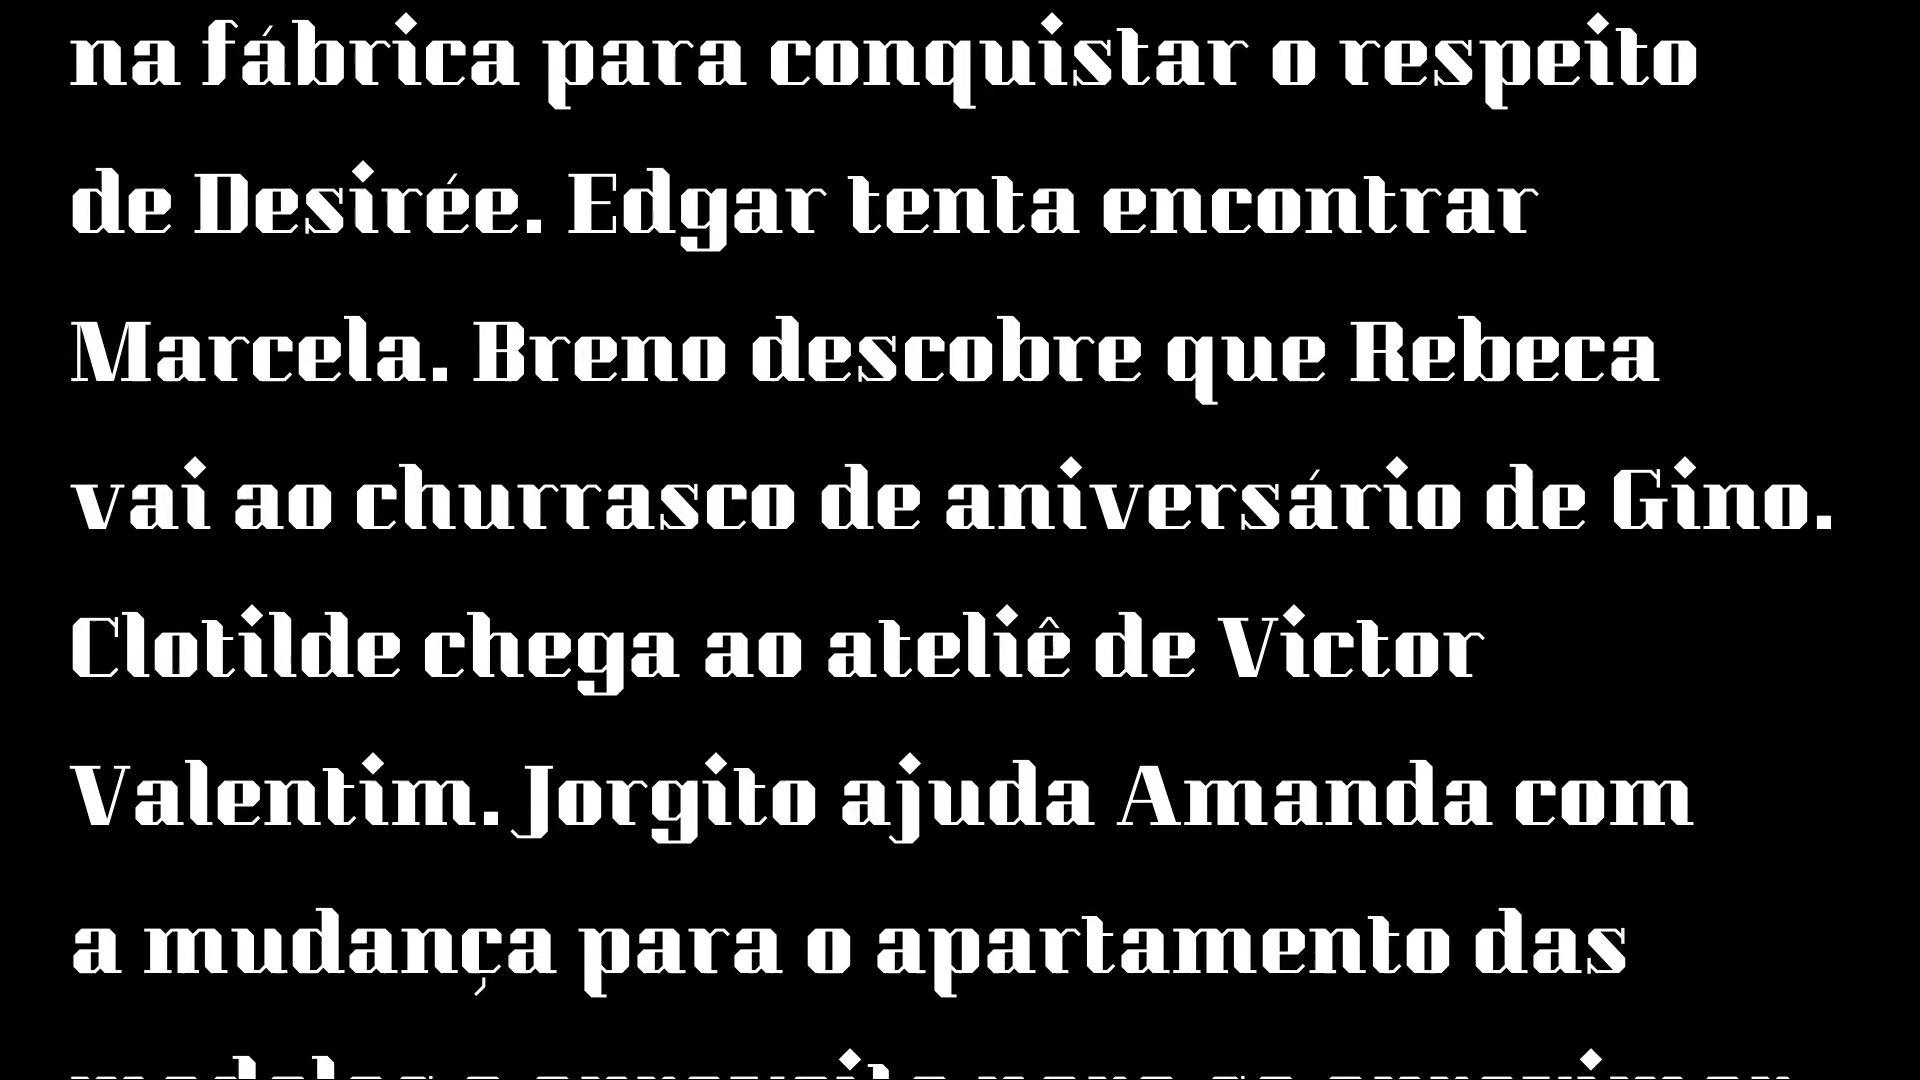 na fábrica para conquistar o respeito
de Desirée. Edgar tenta encontrar
Marcela. Breno descobre que Rebeca
vai ao churrasco de aniversário de Gino.
Clotilde chega ao ateliê de Victor
Valentim. Jorgito ajuda Amanda com
a mudança para o apartamento das